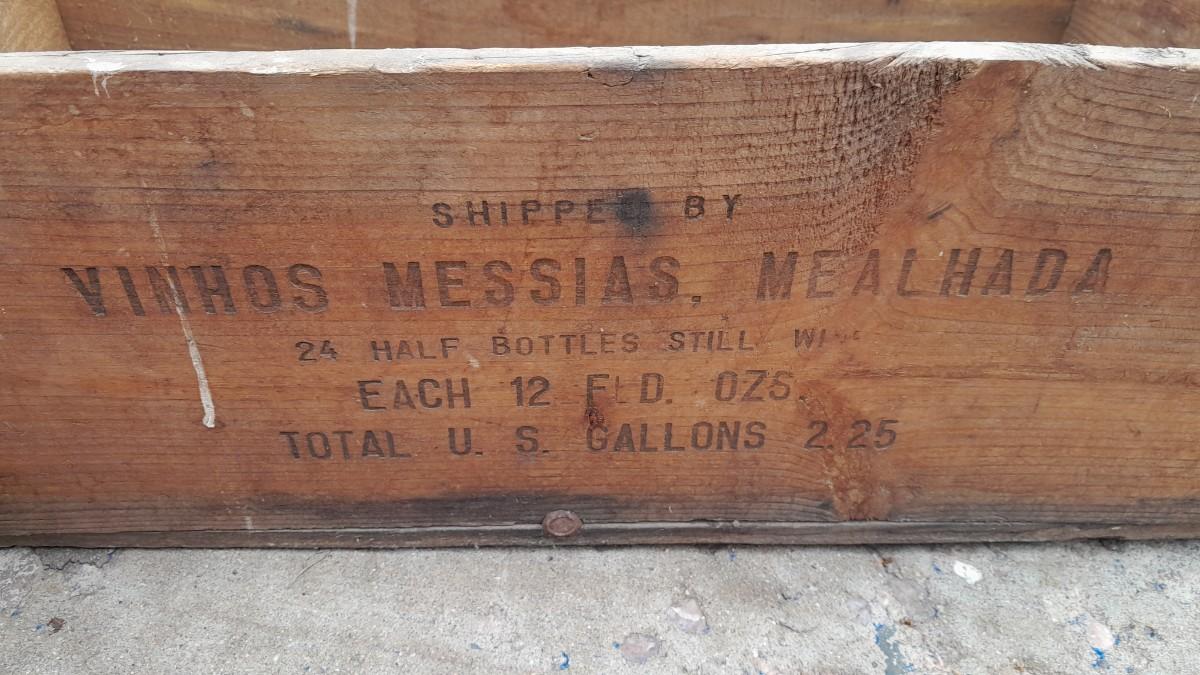 SHIPPED BY
VINHOS MESSIAS, MEALHADA
24 HALF BOTTLES STILL
EACH 12 FLD. OZS.
TOTAL U. S. GALLONS 2.25